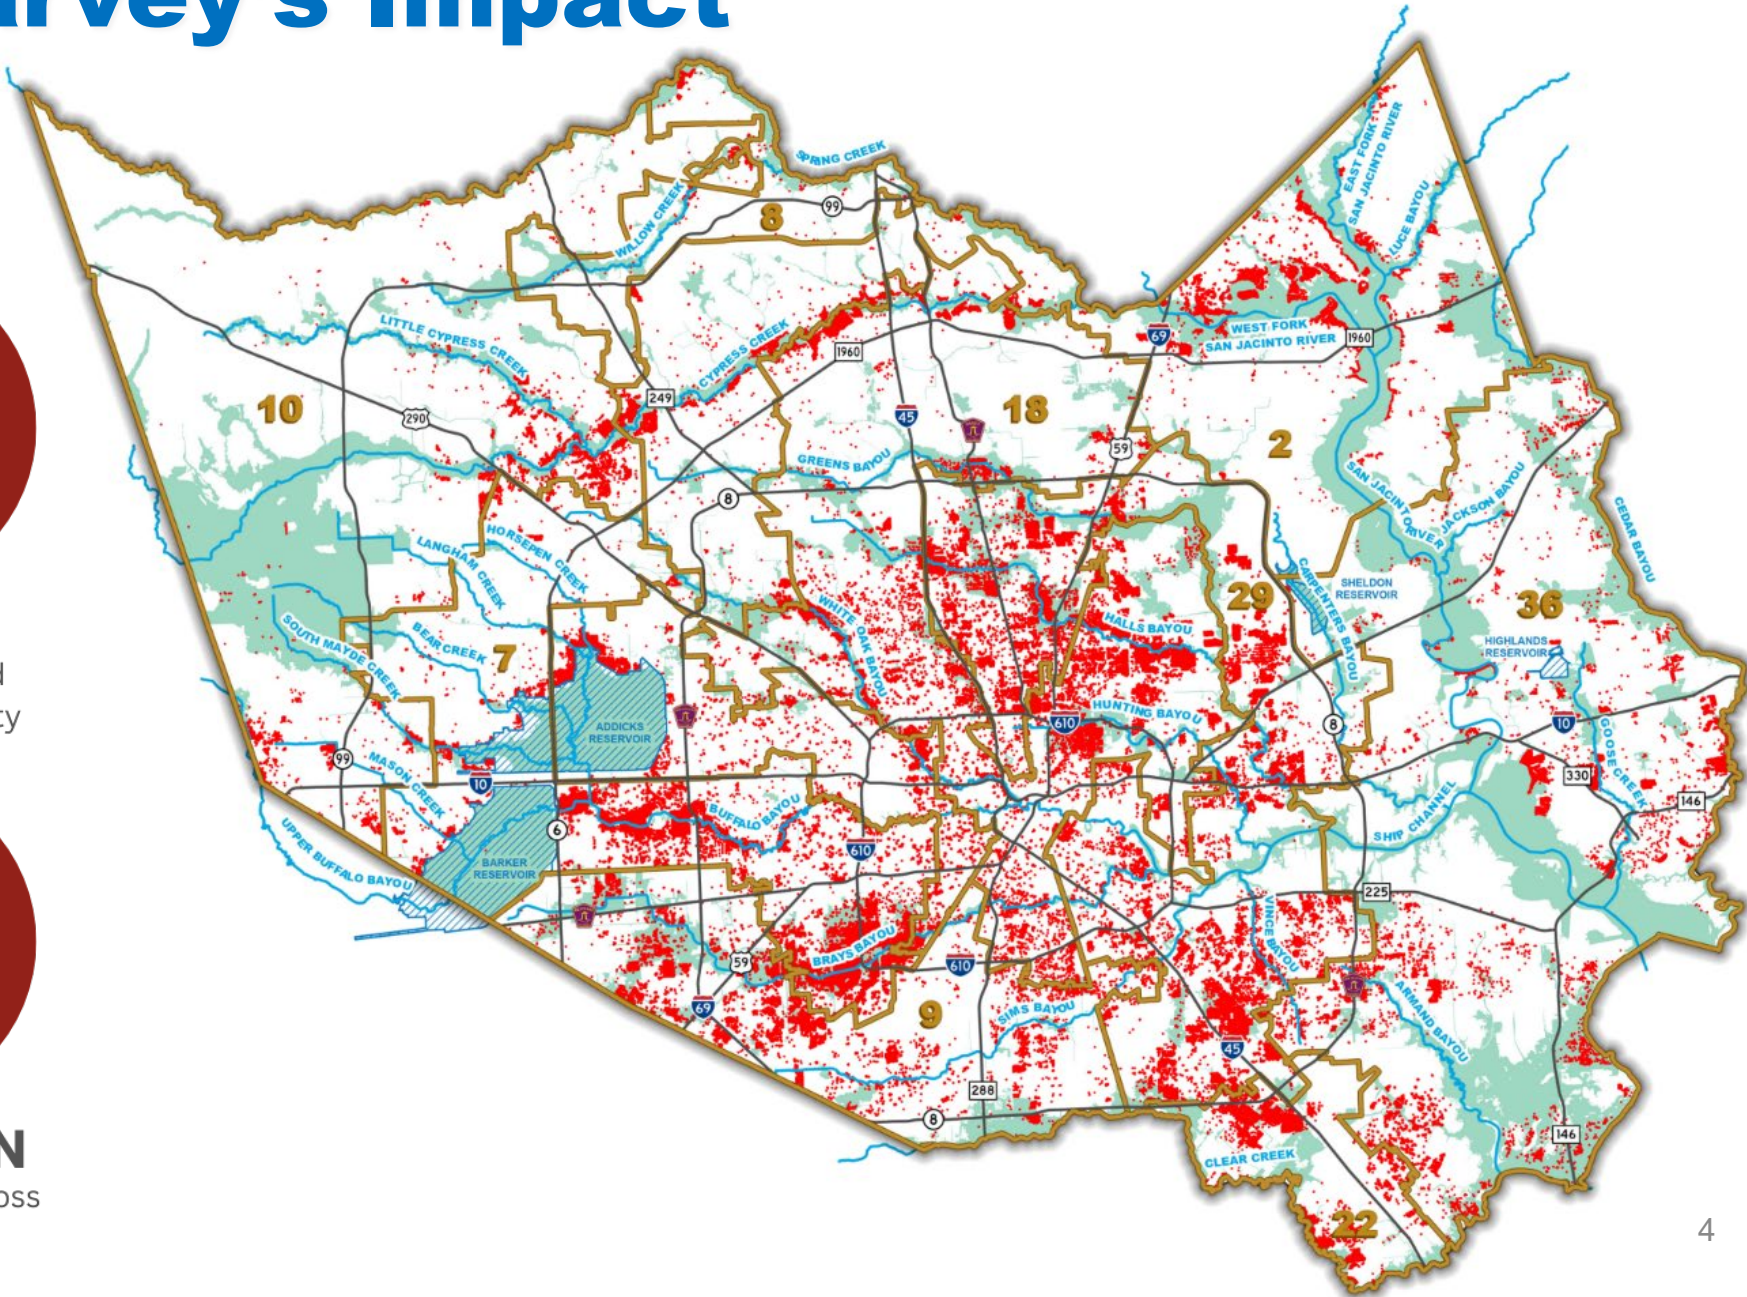 arvey's Impact
SPRING CREEK
EAST FORK
SAN JACINTO RIVER
LUCE BAYOU
WILLOW CREEK
99
8
LITTLE CYPRESS CREEK
CYPRESS CREEK
1960
69
WEST FORK
SAN JACINTO RIVER
1960
249
10
290
45
18
59
2
GREENS BAYOU
8
SAN JACINTO RIVER
JACKSON BAYOU
CEDAR BAYOU
HORSEPEN CREEK
LANGHAM CREEK
CARPENTERS BAYOU
SHELDON
RESERVOIR
29
36
WHITE OAK BAYOU
HALLS BAYOU
SOUTH MAYDE CREEK
BEAR CREEK
7
HIGHLANDS
RESERVOIR
ADDICKS
RESERVOIR
610
HUNTING BAYOU
8
10
GOOSE CREEK
99
MASON CREEK
10
330
146
6
BUFFALO BAYOU
SHIP CHANNEL
UPPER BUFFALO BAYOU
BARKER
RESERVOIR
610
225
VINCE BAYOU
BRAYS BAYOU
59
610
69
9
SIMS BAYOU
ARMAND BAYOU
45
288
8
146
CLEAR CREEK
22
ty
N
oss
4